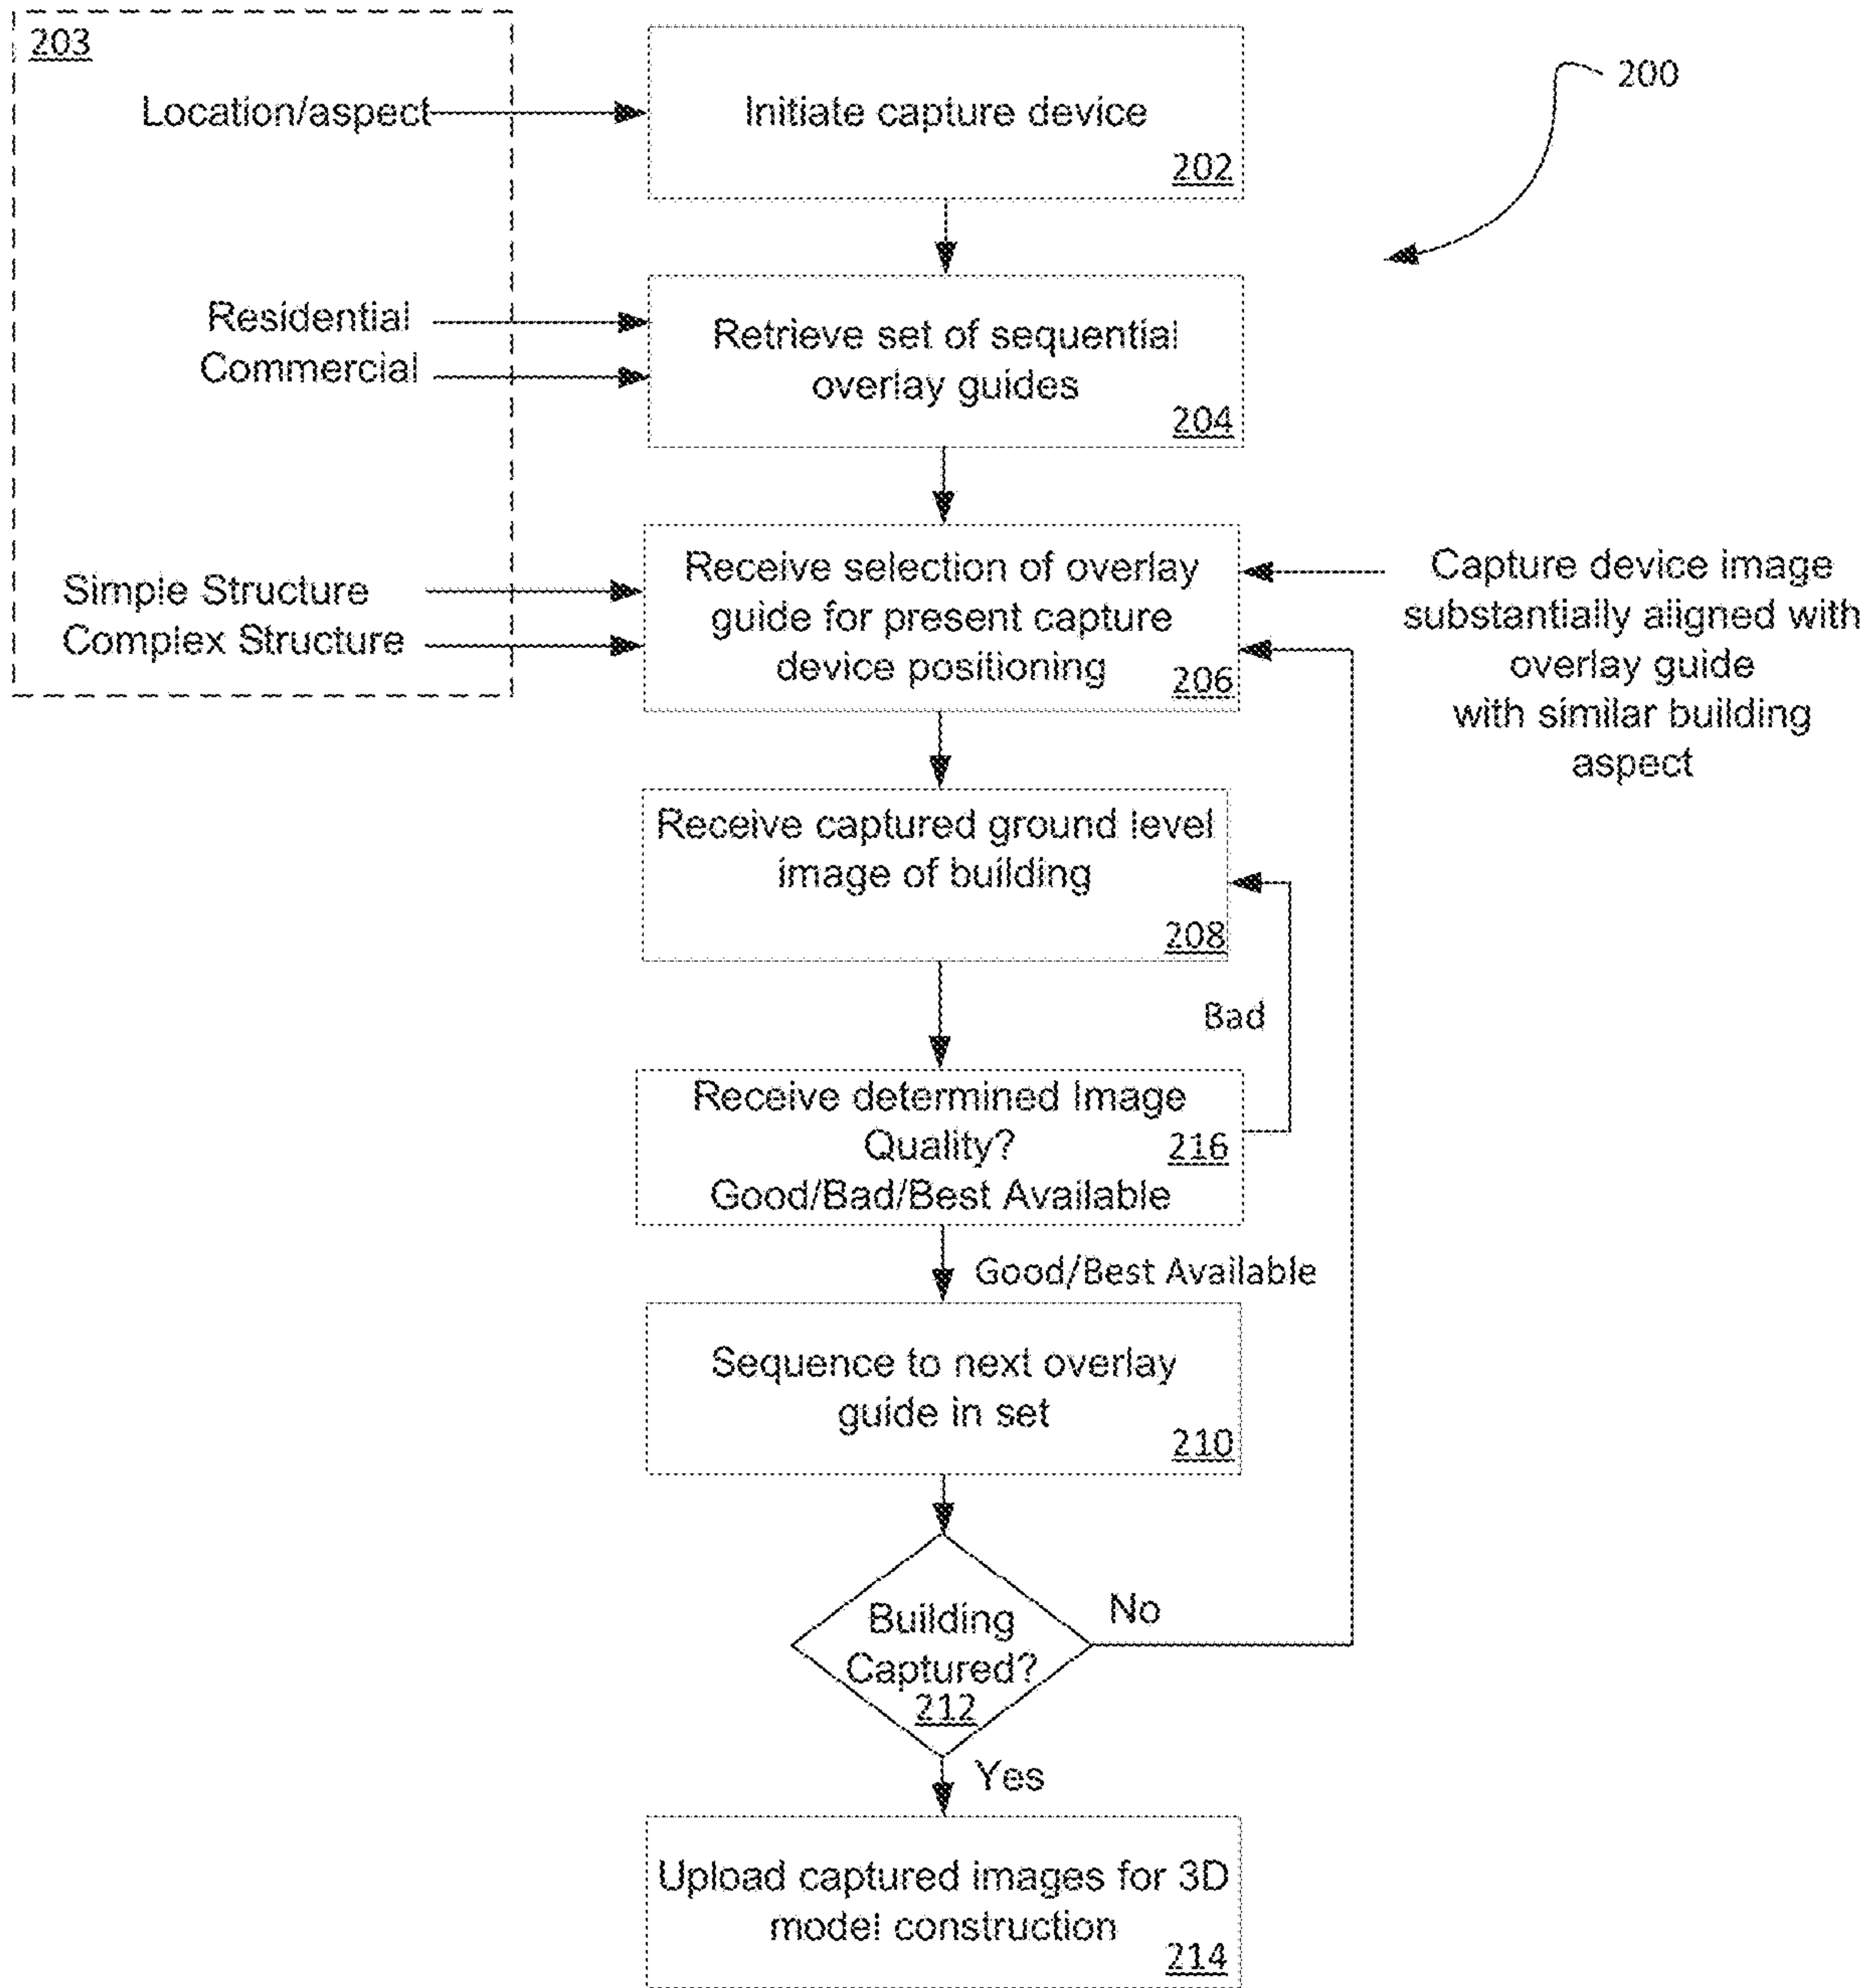 203
200
Location/aspect
Initiate capture device
202
Residential
Commercial
Retrieve set of sequential
overlay guides
204
Simple Structure
Complex Structure
Receive selection of overlay
guide for present capture
device positioning
206
Capture device image
substantially aligned with
overlay guide
with similar building
aspect
Receive captured ground level
image of building
208
Bad
Receive determined Image
Quality?
216
Good/Bad/Best Available
Good/Best Available
Sequence to next overlay
guide in set
210
Building
Captured?
212
No
Yes
Upload captured images for 3D
model construction
214